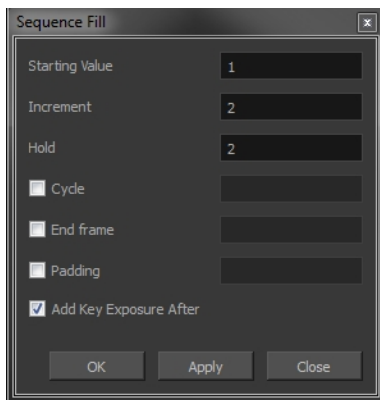 Sequence Fill
Starting Value 1
Increment 2
Hold 2
Cycle
End frame
Padding
Add Key Exposure After
OK Apply Close